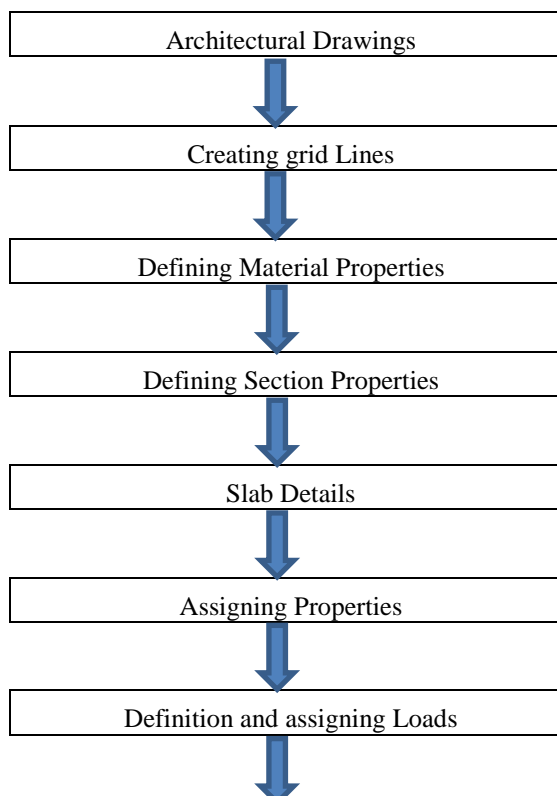 Architectural Drawings
Creating grid Lines
Defining Material Properties
Defining Section Properties
Slab Details
Assigning Properties
Definition and assigning Loads